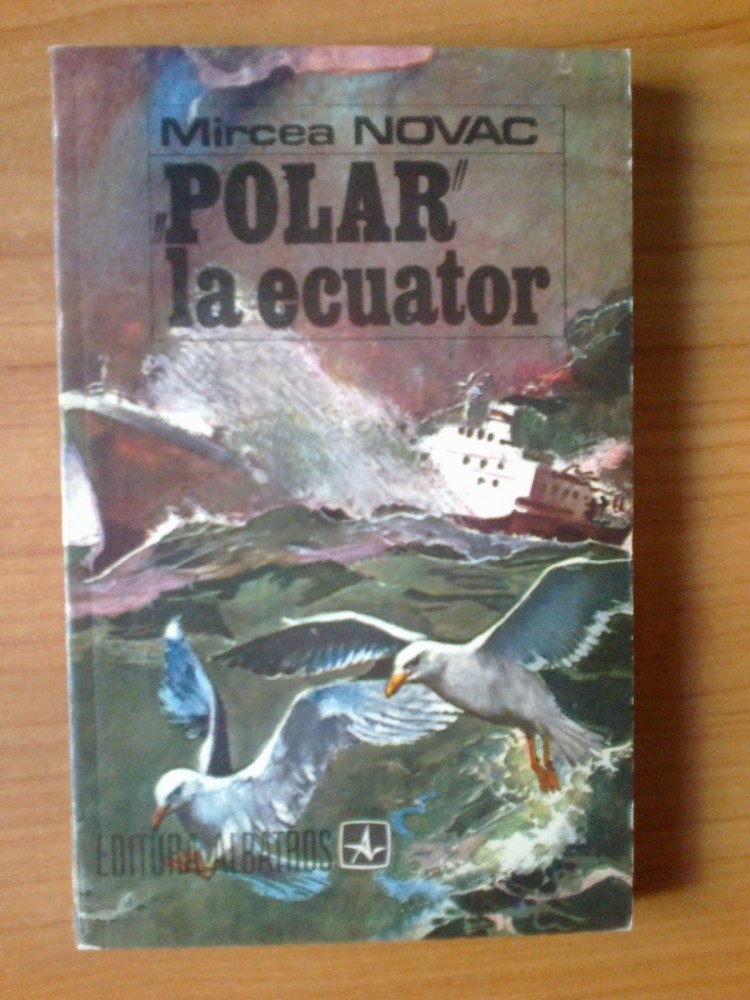 Mircea NOVAC
„POLAR"
la ecuator
EDITURA ALBATROS